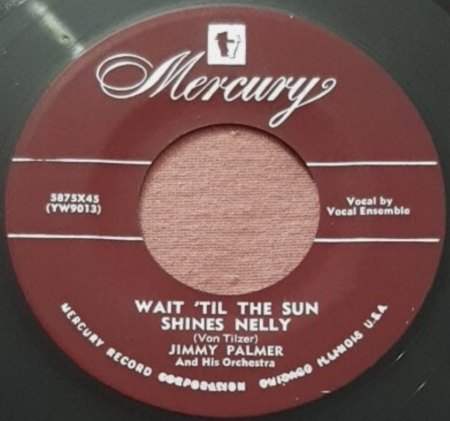 Mercury
5875X45
(YW9013)
Vocal by
Vocal Ensemble
WAIT 'TIL THE SUN
SHINES NELLY
(Von Tilzer)
JIMMY PALMER
And His Orchestra
MERCURY RECORD CORPORATION CHICAGO ILLINOIS U.S.A.